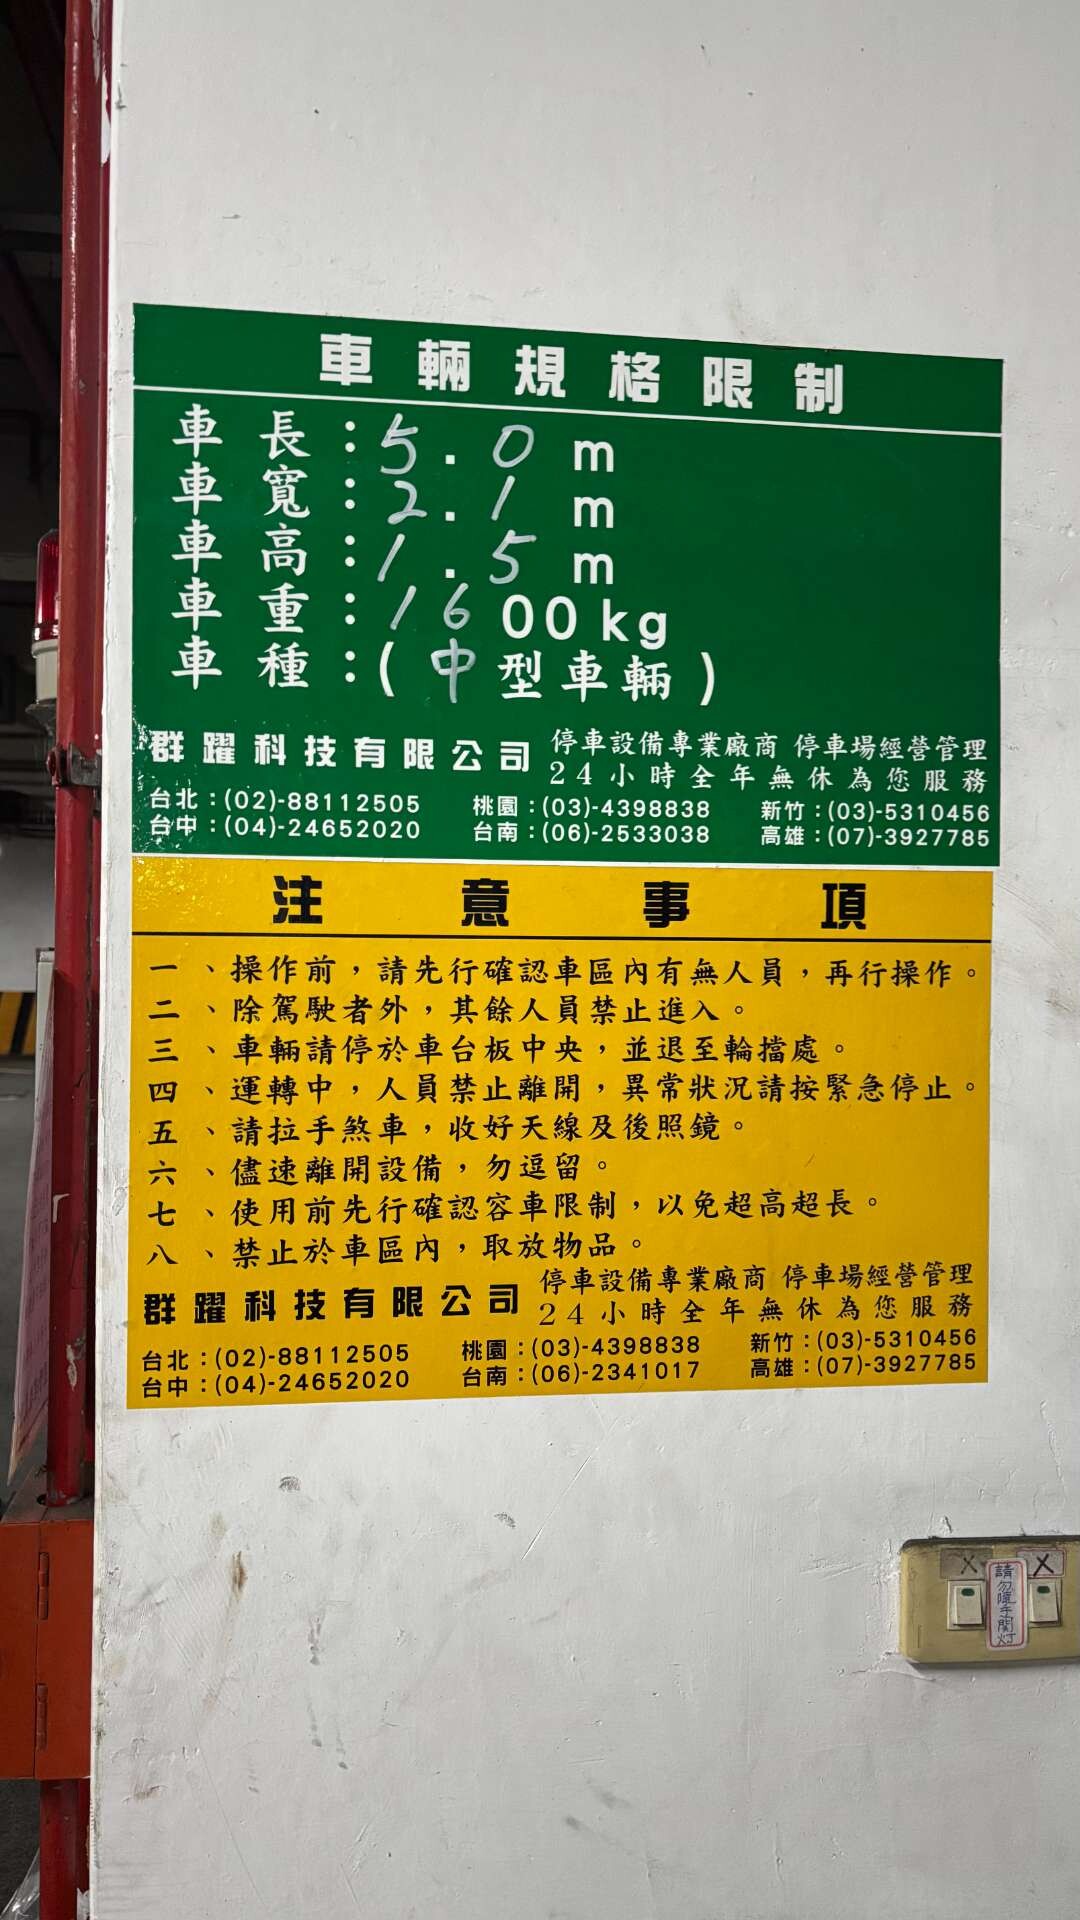 車輛規格限制
車長：5.0 m
車寬：2.1 m
車高：1.5 m
車重：1600 kg
車種：(中型車輛)
群躍科技有限公司 停車設備專業廠商 停車場經營管理
24小時全年無休為您服務
台北：(02)-88112505 桃園：(03)-4398838 新竹：(03)-5310456
台中：(04)-24652020 台南：(06)-2533038 高雄：(07)-3927785
注意事項
一、操作前，請先行確認車區內有無人員，再行操作。
二、除駕駛者外，其餘人員禁止進入。
三、車輛請停於車台板中央，並退至輪擋處。
四、運轉中，人員禁止離開，異常狀況請按緊急停止。
五、請拉手煞車，收好天線及後照鏡。
六、儘速離開設備，勿逗留。
七、使用前先行確認容車限制，以免超高超長。
八、禁止於車區內，取放物品。
群躍科技有限公司 停車設備專業廠商 停車場經營管理
24小時全年無休為您服務
台北：(02)-88112505 桃園：(03)-4398838 新竹：(03)-5310456
台中：(04)-24652020 台南：(06)-2341017 高雄：(07)-3927785
X X
請勿隨手關灯